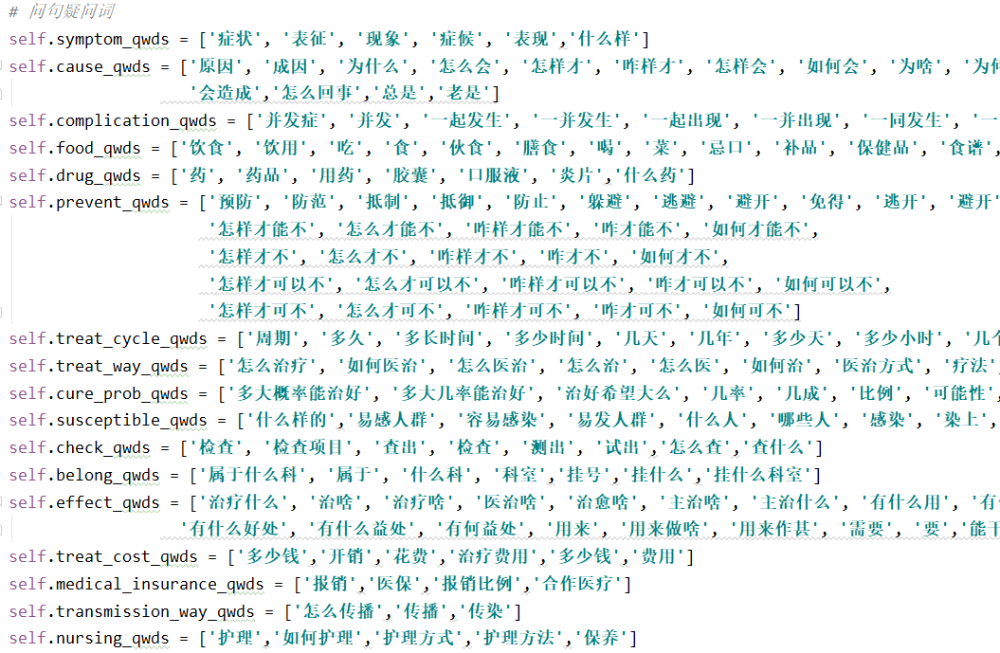 # 问句疑问词
self.symptom_qwds = ['症状', '表征', '现象', '症候', '表现','什么样']
self.cause_qwds = ['原因', '成因', '为什么', '怎么会', '怎样才', '咋样才', '怎样会', '如何会', '为啥', '为何
'会造成','怎么回事','总是','老是']
self.complication_qwds = ['并发症', '并发', '一起发生', '一并发生', '一起出现', '一并出现', '一同发生', '一
self.food_qwds = ['饮食', '饮用', '吃', '食', '伙食', '膳食', '喝', '菜', '忌口', '补品', '保健品', '食谱',
self.drug_qwds = ['药', '药品', '用药', '胶囊', '口服液', '炎片','什么药']
self.prevent_qwds = ['预防', '防范', '抵制', '抵御', '防止', '躲避', '逃避', '避开', '免得', '逃开', '避开'
'怎样才能不', '怎么才能不', '咋样才能不', '咋才能不', '如何才能不',
'怎样才不', '怎么才不', '咋样才不', '咋才不', '如何才不',
'怎样才可以不', '怎么才可以不', '咋样才可以不', '咋才可以不', '如何可以不',
'怎样才可不', '怎么才可不', '咋样才可不', '咋才可不', '如何可不']
self.treat_cycle_qwds = ['周期', '多久', '多长时间', '多少时间', '几天', '几年', '多少天', '多少小时', '几个
self.treat_way_qwds = ['怎么治疗', '如何医治', '怎么医治', '怎么治', '怎么医', '如何治', '医治方式', '疗法',
self.cure_prob_qwds = ['多大概率能治好', '多大几率能治好', '治好希望大么', '几率', '几成', '比例', '可能性',
self.susceptible_qwds = ['什么样的','易感人群', '容易感染', '易发人群', '什么人', '哪些人', '感染', '染上',
self.check_qwds = ['检查', '检查项目', '查出', '检查', '测出', '试出','怎么查','查什么']
self.belong_qwds = ['属于什么科', '属于', '什么科', '科室','挂号','挂什么','挂什么科室']
self.effect_qwds = ['治疗什么', '治啥', '治疗啥', '医治啥', '治愈啥', '主治啥', '主治什么', '有什么用', '有
'有什么好处', '有什么益处', '有何益处', '用来', '用来做啥', '用来作甚', '需要', '要','能干
self.treat_cost_qwds = ['多少钱','开销','花费','治疗费用','多少钱','费用']
self.medical_insurance_qwds = ['报销','医保','报销比例','合作医疗']
self.transmission_way_qwds = ['怎么传播','传播','传染']
self.nursing_qwds = ['护理','如何护理','护理方式','护理方法','保养']